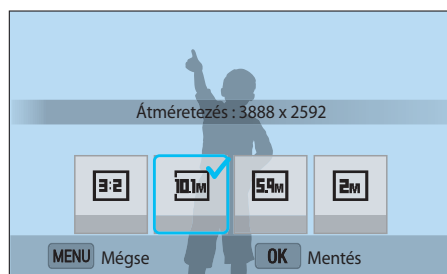 Átméretezés : 3888 x 2592
3:2 10.1M 5.9M 2M
MENU Mégse OK Mentés